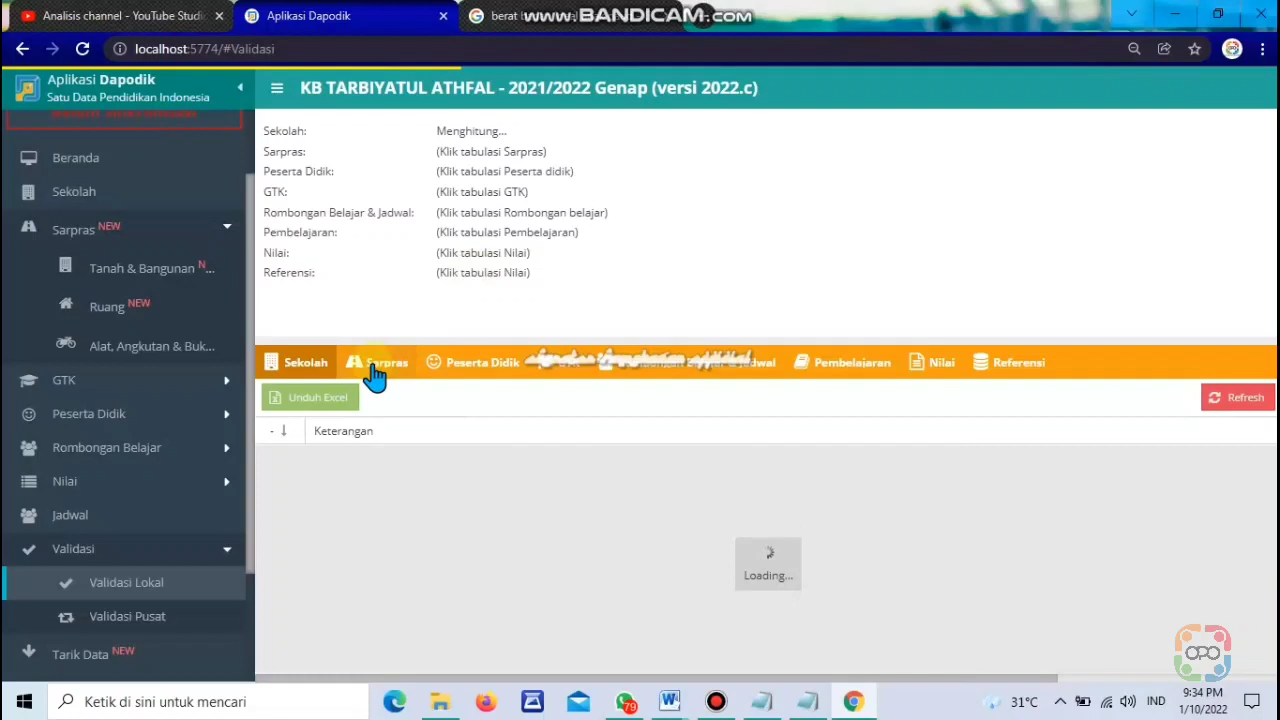 Analysis channel - YouTube Studi
Aplikasi Dapodik
berat b
www.BANDICAM.com
localhost:5774/#Validasi
Aplikasi Dapodik
Satu Data Pendidikan Indonesia
KB TARBIYATUL ATHFAL - 2021/2022 Genap (versi 2022.c)
Beranda
Sekolah
Sarpras NEW
Tanah & Bangunan N...
Ruang NEW
Alat, Angkutan & Buk...
GTK
Peserta Didik
Rombongan Belajar
Nilai
Jadwal
Validasi
Validasi Lokal
Validasi Pusat
Tarik Data NEW
Sekolah: Menghitung...
Sarpras: (Klik tabulasi Sarpras)
Peserta Didik: (Klik tabulasi Peserta didik)
GTK: (Klik tabulasi GTK)
Rombongan Belajar & Jadwal: (Klik tabulasi Rombongan belajar)
Pembelajaran: (Klik tabulasi Pembelajaran)
Nilai: (Klik tabulasi Nilai)
Referensi: (Klik tabulasi Nilai)
Sekolah Sarpras Peserta Didik Jadwal Pembelajaran Nilai Referensi
Unduh Excel Refresh
- Keterangan
Loading...
OPO
Ketik di sini untuk mencari
79
31°C
IND
9:34 PM
1/10/2022